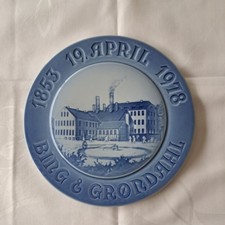 1853 19. APRIL 1978
BING & GRØNDAHL